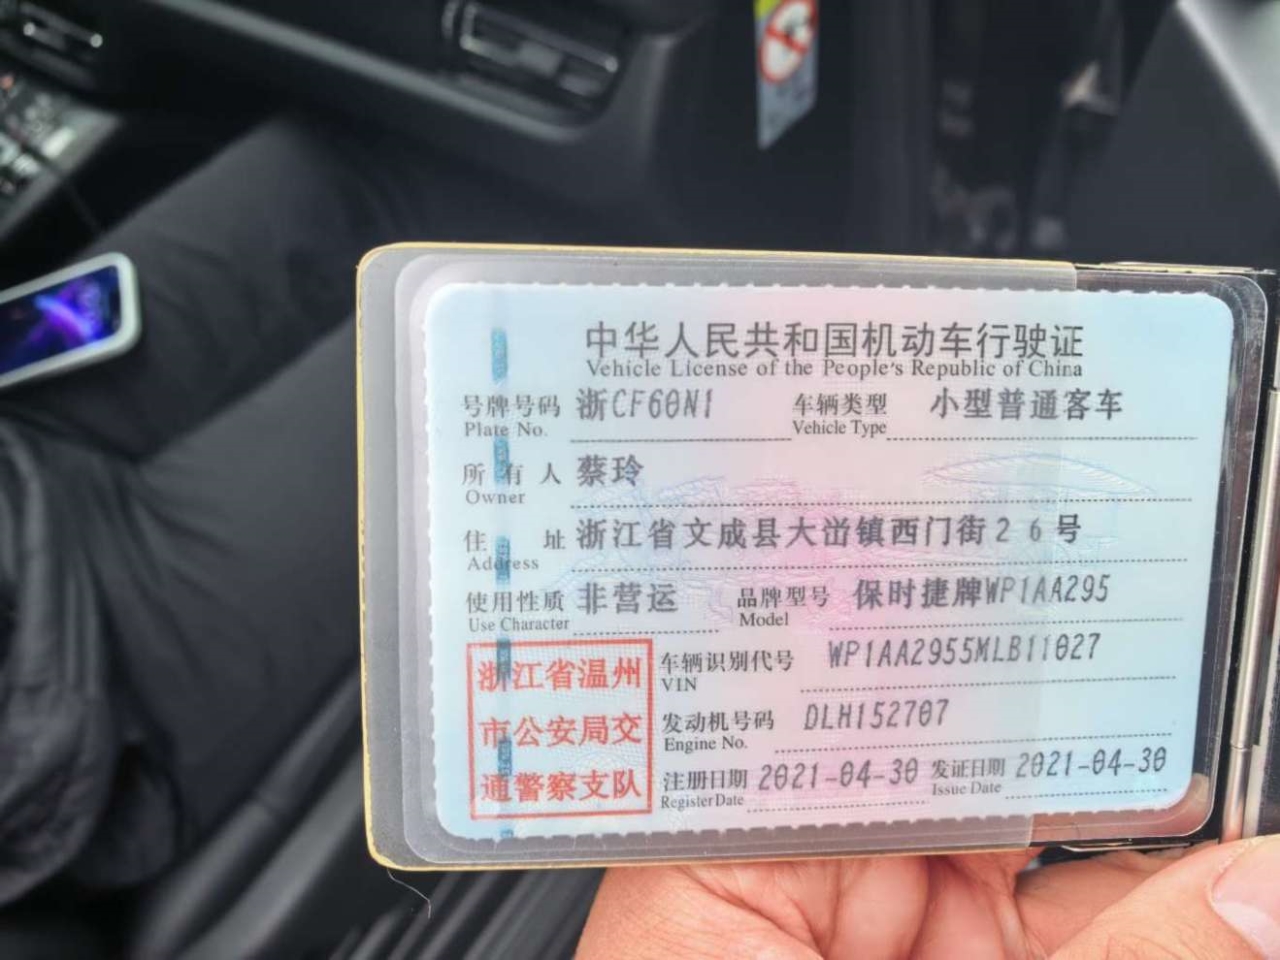 中华人民共和国机动车行驶证
Vehicle License of the People's Republic of China
号牌号码 浙CF60N1 车辆类型 小型普通客车
Plate No. Vehicle Type
所有人 蔡玲
Owner
住址 浙江省文成县大峃镇西门街26号
Address
使用性质 非营运 品牌型号 保时捷牌WP1AA295
Use Character Model
浙江省温州
市公安局交
通警察支队
车辆识别代号 WP1AA2955MLB11027
VIN
发动机号码 DLH152707
Engine No.
注册日期 2021-04-30 发证日期 2021-04-30
Register Date Issue Date